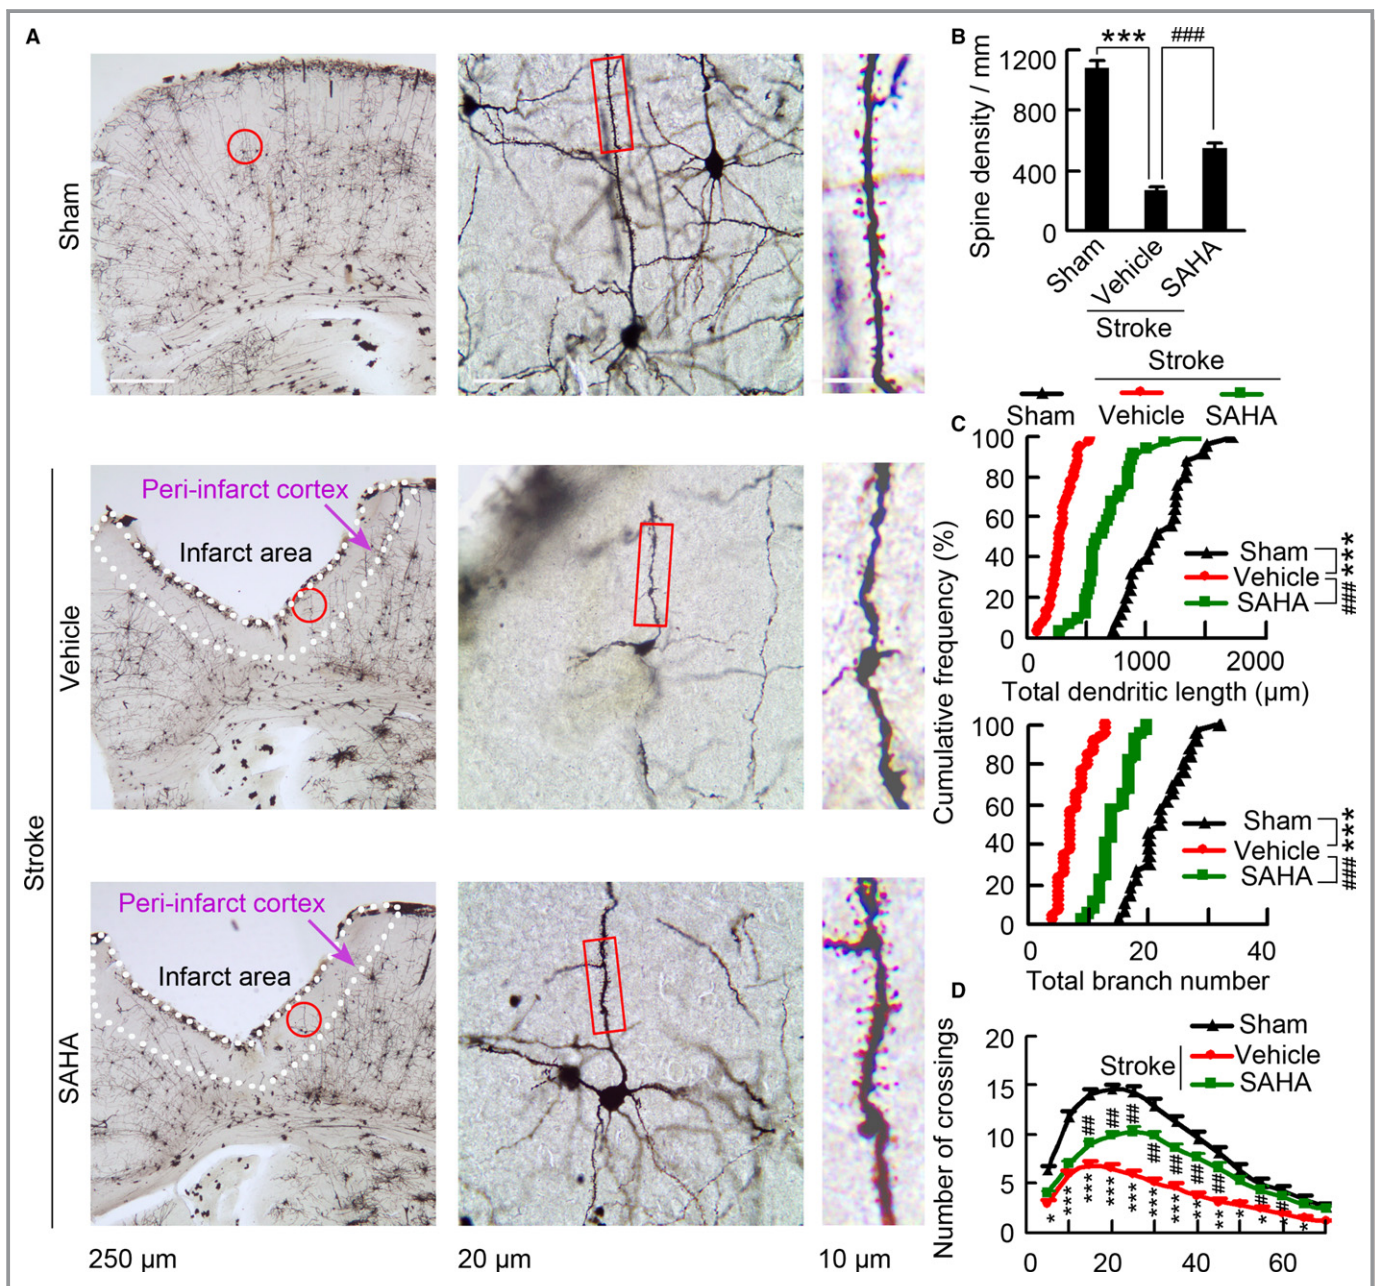 A
Sham
Stroke
Vehicle
SAHA
Peri-infarct cortex
Infarct area
Peri-infarct cortex
Infarct area
250 µm
20 µm
10 µm
B
Spine density / mm
1200
800
400
0
***
###
Sham
Vehicle
SAHA
Stroke
Stroke
Sham
Vehicle
SAHA
C
Cumulative frequency (%)
100
80
60
40
20
0
Sham
Vehicle
SAHA
***
###
0
1000
2000
Total dendritic length (µm)
100
80
60
40
20
0
Sham
Vehicle
SAHA
***
###
0
20
40
Total branch number
D
Number of crossings
20
15
10
5
0
Stroke
Sham
Vehicle
SAHA
0
20
40
60